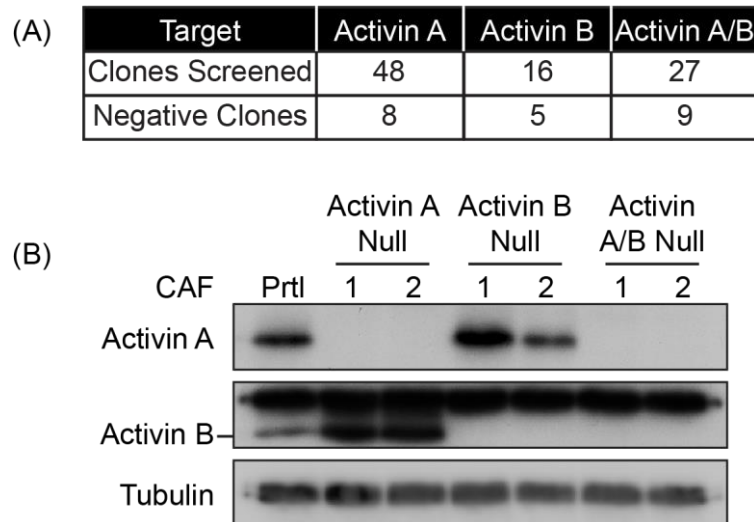 (A)
Target Activin A Activin B Activin A/B
Clones Screened 48 16 27
Negative Clones 8 5 9
(B)
Activin A Activin B Activin
Null Null A/B Null
CAF Prtl 1 2 1 2 1 2
Activin A
Activin B
Tubulin